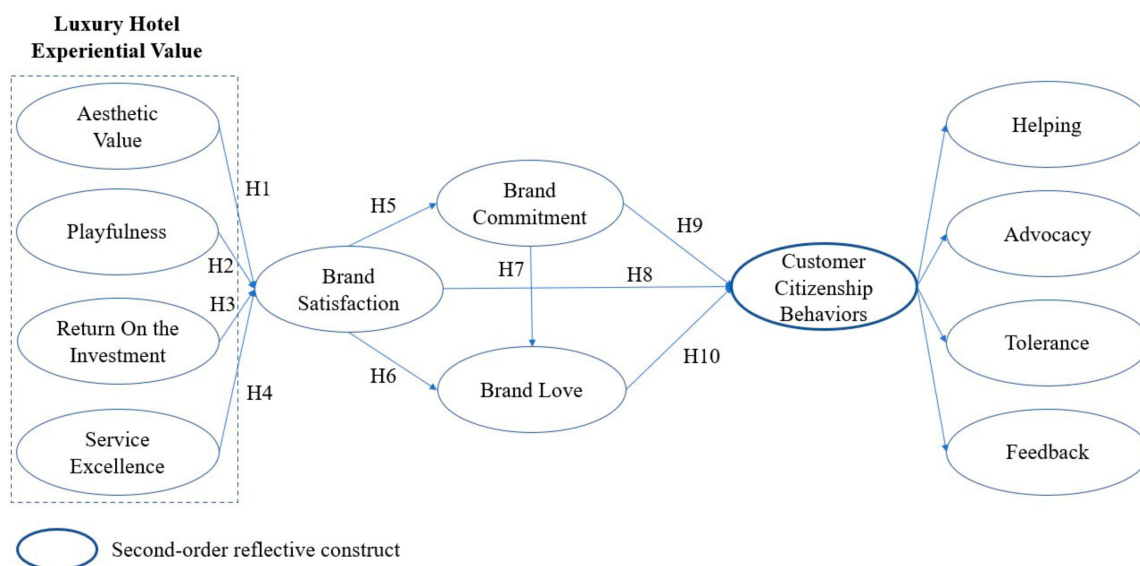 Luxury Hotel
Experiential Value
Aesthetic
Value
Playfulness
Return On the
Investment
Service
Excellence
H1
H2
H3
H4
Brand
Satisfaction
H5
H6
Brand
Commitment
H7
H8
Brand Love
H9
H10
Customer
Citizenship
Behaviors
Helping
Advocacy
Tolerance
Feedback
Second-order reflective construct